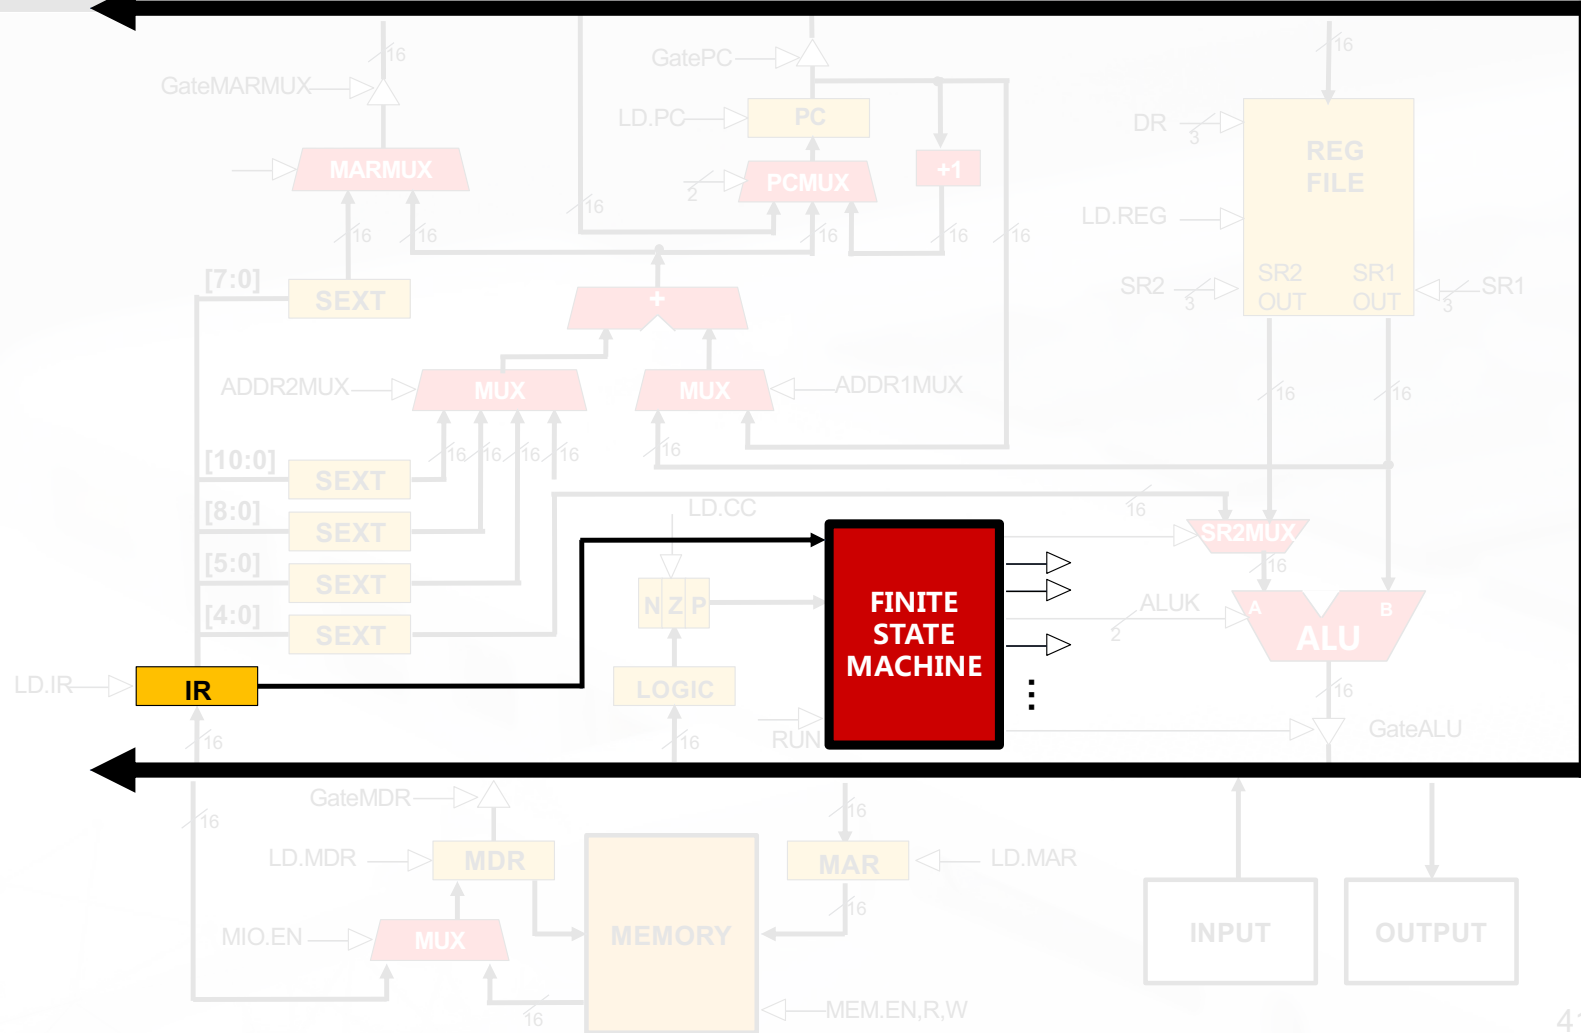 16
GatePC
GateMARMUX
16
LD.PC
PC
DR
3
REG
FILE
MARMUX
PCMUX
+1
2
16
LD.REG
16
16
16
16
16
[7:0]
SEXT
+
SR2
3
SR2
OUT
SR1
OUT
3
SR1
ADDR2MUX
MUX
MUX
ADDR1MUX
16
16
[10:0]
16
16
16
16
16
SEXT
[8:0]
SEXT
LD.CC
16
SR2MUX
[5:0]
SEXT
16
N Z P
FINITE
STATE
MACHINE
ALUK
2
A
B
ALU
[4:0]
SEXT
LD.IR
IR
LOGIC
16
16
16
RUN
GateALU
GateMDR
16
16
LD.MDR
MDR
MAR
LD.MAR
16
MIO.EN
MUX
MEMORY
INPUT
OUTPUT
16
MEM.EN,R,W